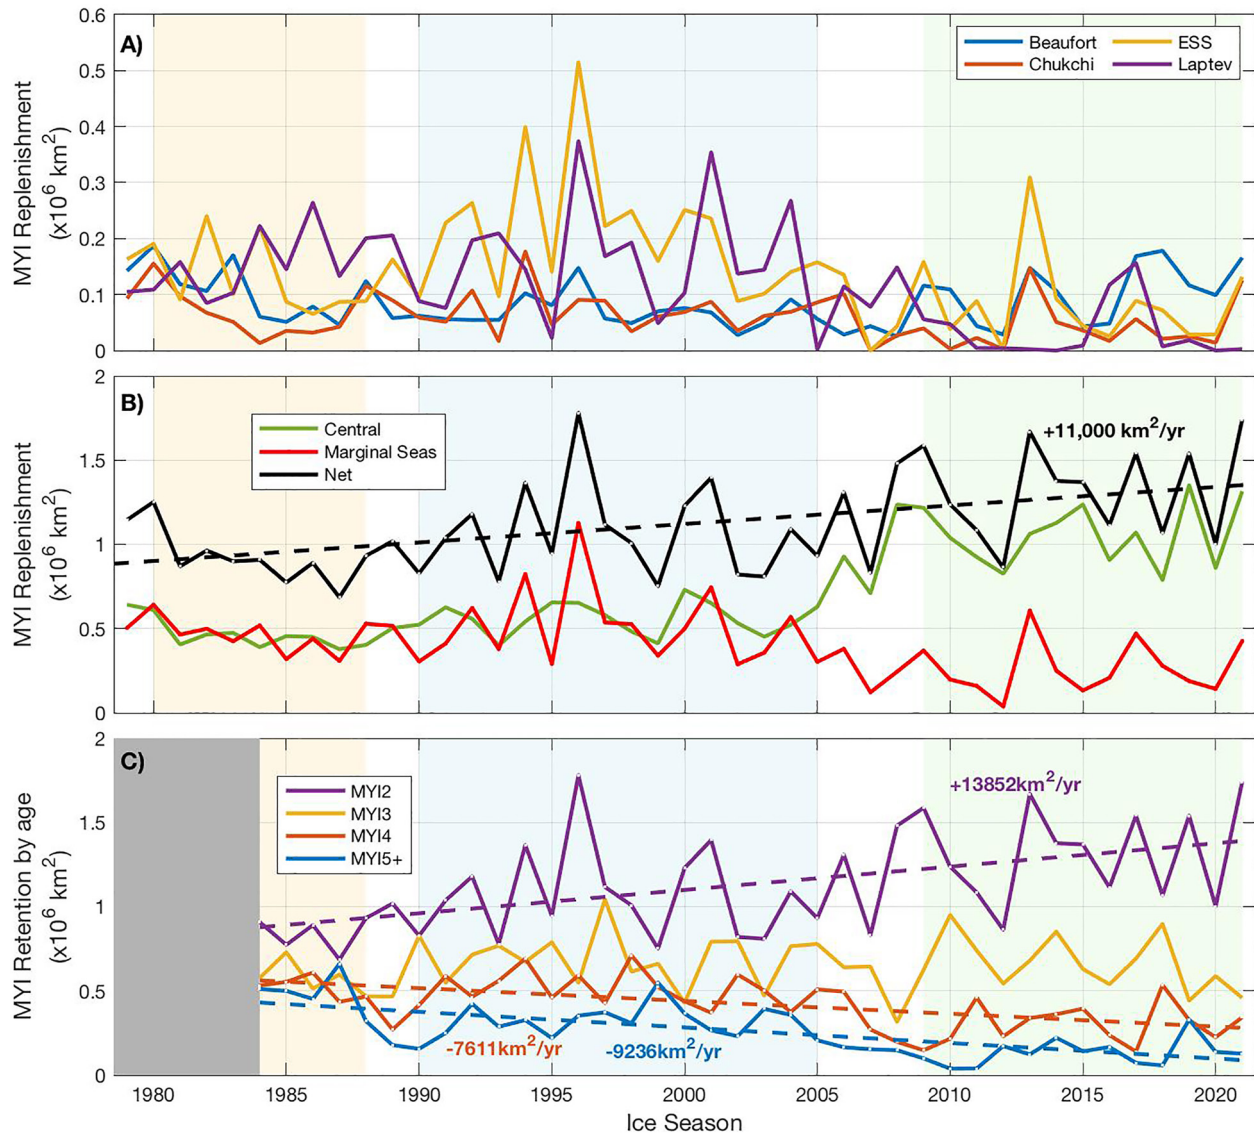 A)
Beaufort
ESS
Chukchi
Laptev
MYI Replenishment
(x10⁶ km²)
0.6
0.5
0.4
0.3
0.2
0.1
0
B)
Central
Marginal Seas
Net
+11,000 km²/yr
MYI Replenishment
(x10⁶ km²)
2
1.5
1
0.5
0
C)
MYI2
MYI3
MYI4
MYI5+
+13852km²/yr
-7611km²/yr
-9236km²/yr
MYI Retention by age
(x10⁶ km²)
2
1.5
1
0.5
0
1980 1985 1990 1995 2000 2005 2010 2015 2020
Ice Season